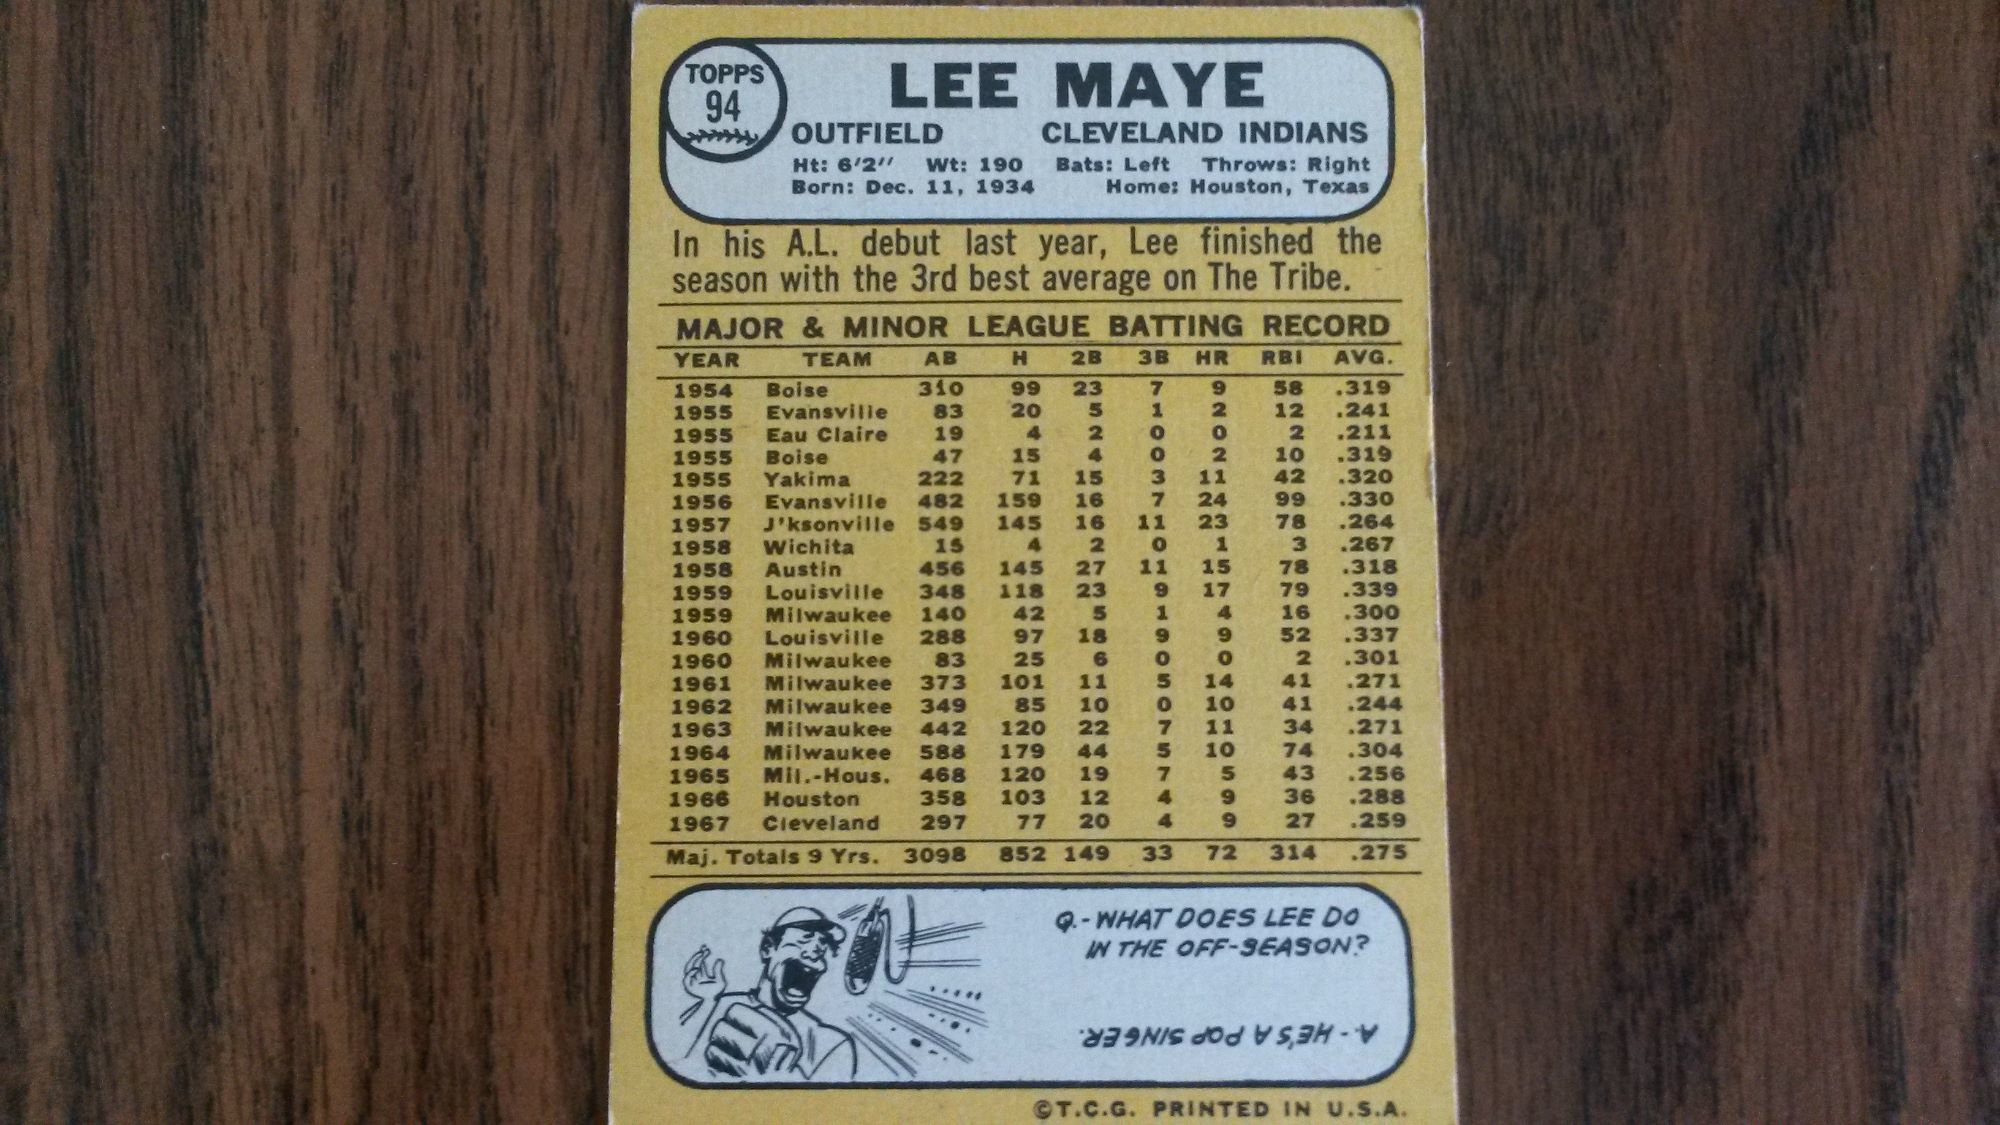 TOPPS
94
LEE MAYE
OUTFIELD CLEVELAND INDIANS
Ht: 6'2'' Wt: 190 Bats: Left Throws: Right
Born: Dec. 11, 1934 Home: Houston, Texas
In his A.L. debut last year, Lee finished the
season with the 3rd best average on The Tribe.
MAJOR & MINOR LEAGUE BATTING RECORD
YEAR TEAM AB H 2B 3B HR RBI AVG.
1954 Boise 310 99 23 7 9 58 .319
1955 Evansville 83 20 5 1 2 12 .241
1955 Eau Claire 19 4 2 0 0 2 .211
1955 Boise 47 15 4 0 2 10 .319
1955 Yakima 222 71 15 3 11 42 .320
1956 Evansville 482 159 16 7 24 99 .330
1957 J'ksonville 549 145 16 11 23 78 .264
1958 Wichita 15 4 2 0 1 3 .267
1958 Austin 456 145 27 11 15 78 .318
1959 Louisville 348 118 23 9 17 79 .339
1959 Milwaukee 140 42 5 1 4 16 .300
1960 Louisville 288 97 18 9 9 52 .337
1960 Milwaukee 83 25 6 0 0 2 .301
1961 Milwaukee 373 101 11 5 14 41 .271
1962 Milwaukee 349 85 10 0 10 41 .244
1963 Milwaukee 442 120 22 7 11 34 .271
1964 Milwaukee 588 179 44 5 10 74 .304
1965 Mil.-Hous. 468 120 19 7 5 43 .256
1966 Houston 358 103 12 4 9 36 .288
1967 Cleveland 297 77 20 4 9 27 .259
Maj. Totals 9 Yrs. 3098 852 149 33 72 314 .275
Q.-WHAT DOES LEE DO
IN THE OFF-SEASON?
A.-HE'S A POP SINGER.
©T.C.G. PRINTED IN U.S.A.